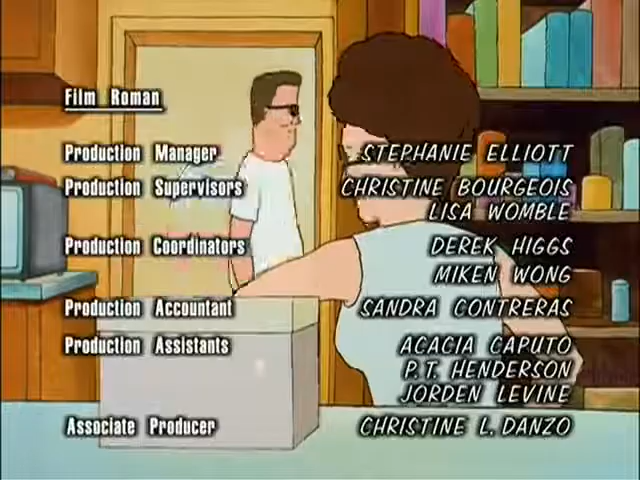 Film Roman
Production Manager STEPHANIE ELLIOTT
Production Supervisors CHRISTINE BOURGEOIS
LISA WOMBLE
Production Coordinators DEREK HIGGS
MIKEN WONG
Production Accountant SANDRA CONTRERAS
Production Assistants ACACIA CAPUTO
P.T. HENDERSON
JORDEN LEVINE
Associate Producer CHRISTINE L. DANZO